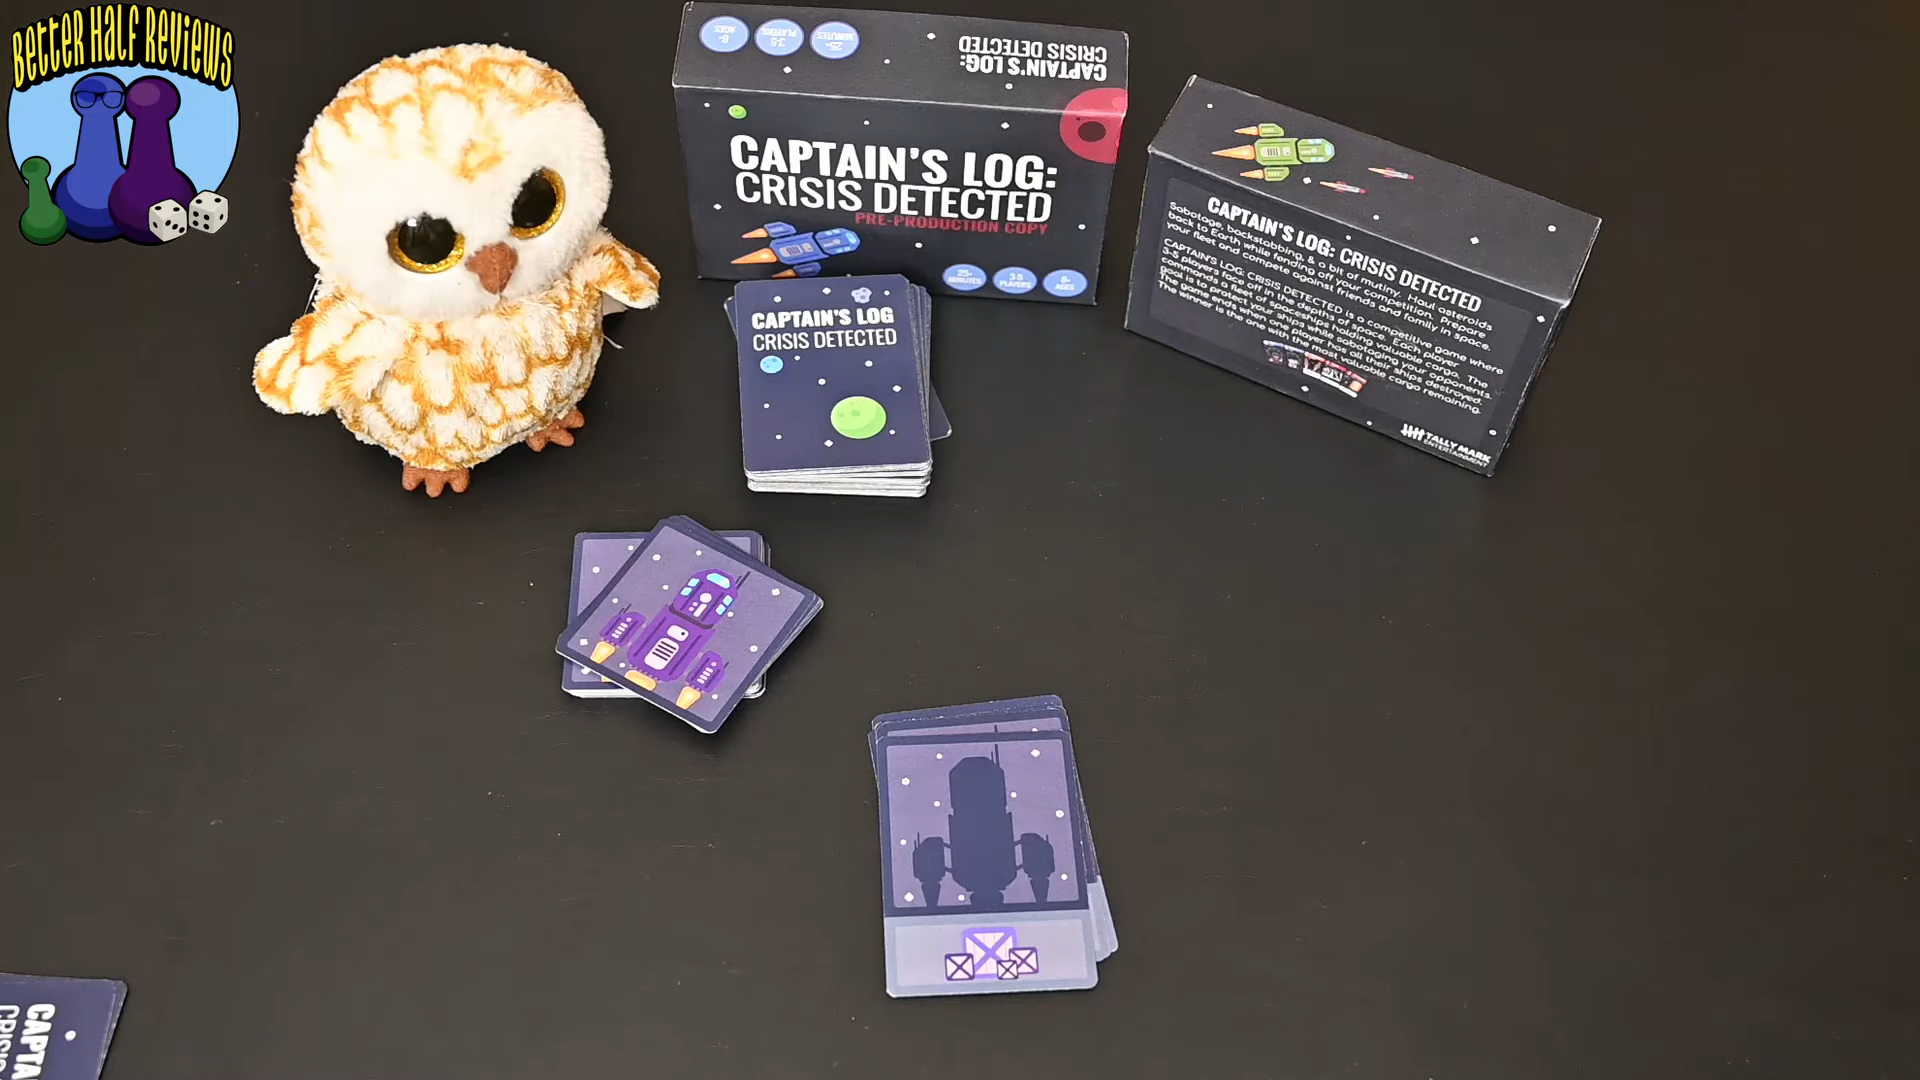 BETTER HALF REVIEWS
8+
AGES
3-5
PLAYERS
25+
MINUTES
CAPTAIN'S LOG:
CRISIS DETECTED
CAPTAIN'S LOG:
CRISIS DETECTED
PRE-PRODUCTION COPY
25+
MINUTES
3-5
PLAYERS
8+
AGES
CAPTAIN'S LOG: CRISIS DETECTED
Sabotage, backstabbing, & a bit of mutiny. Haul asteroids
back to Earth while fending off your competition. Prepare
your fleet and compete against friends and family in space.
CAPTAIN'S LOG: CRISIS DETECTED is a competitive game where
3-5 players face off in the depths of space. Each player
commands a fleet of spaceships holding valuable cargo. The
goal is to protect your ships while sabotaging your opponents.
The game ends when one player has all their ships destroyed.
The winner is the one with the most valuable cargo remaining.
TALLY MARK
ENTERTAINMENT
CAPTAIN'S LOG
CRISIS DETECTED